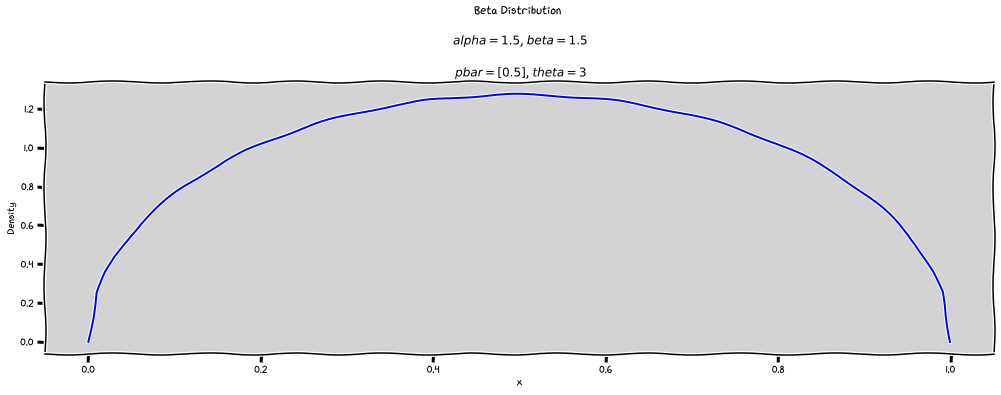 Beta Distribution
alpha = 1.5, beta = 1.5
pbar = [0.5], theta = 3
1.2
1.0
0.8
0.6
0.4
0.2
0.0
Density
0.0 0.2 0.4 0.6 0.8 1.0
x